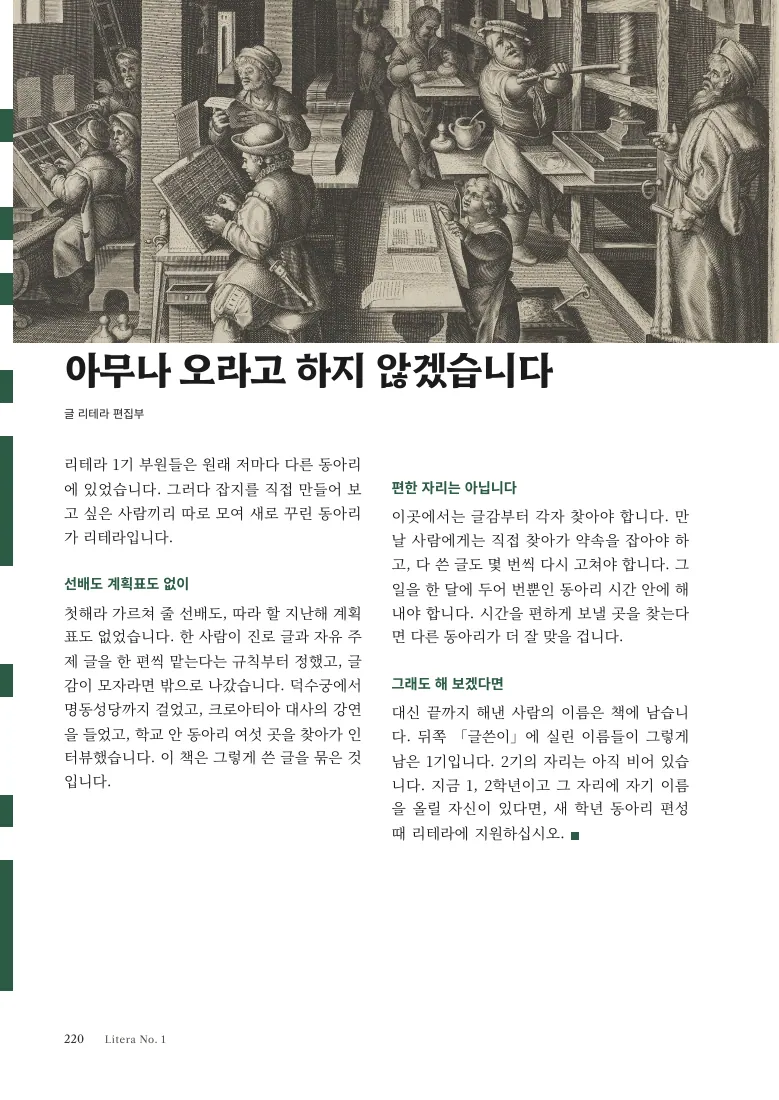 아무나 오라고 하지 않겠습니다
글 리테라 편집부
리테라 1기 부원들은 원래 저마다 다른 동아리
에 있었습니다. 그러다 잡지를 직접 만들어 보
고 싶은 사람끼리 따로 모여 새로 꾸린 동아리
가 리테라입니다.
선배도 계획표도 없이
첫해라 가르쳐 줄 선배도, 따라 할 지난해 계획
표도 없었습니다. 한 사람이 진로 글과 자유 주
제 글을 한 편씩 맡는다는 규칙부터 정했고, 글
감이 모자라면 밖으로 나갔습니다. 덕수궁에서
명동성당까지 걸었고, 크로아티아 대사의 강연
을 들었고, 학교 안 동아리 여섯 곳을 찾아가 인
터뷰했습니다. 이 책은 그렇게 쓴 글을 묶은 것
입니다.
편한 자리는 아닙니다
이곳에서는 글감부터 각자 찾아야 합니다. 만
날 사람에게는 직접 찾아가 약속을 잡아야 하
고, 다 쓴 글도 몇 번씩 다시 고쳐야 합니다. 그
일을 한 달에 두어 번뿐인 동아리 시간 안에 해
내야 합니다. 시간을 편하게 보낼 곳을 찾는다
면 다른 동아리가 더 잘 맞을 겁니다.
그래도 해 보겠다면
대신 끝까지 해낸 사람의 이름은 책에 남습니
다. 뒤쪽 「글쓴이」에 실린 이름들이 그렇게
남은 1기입니다. 2기의 자리는 아직 비어 있습
니다. 지금 1, 2학년이고 그 자리에 자기 이름
을 올릴 자신이 있다면, 새 학년 동아리 편성
때 리테라에 지원하십시오.
220 Litera No. 1